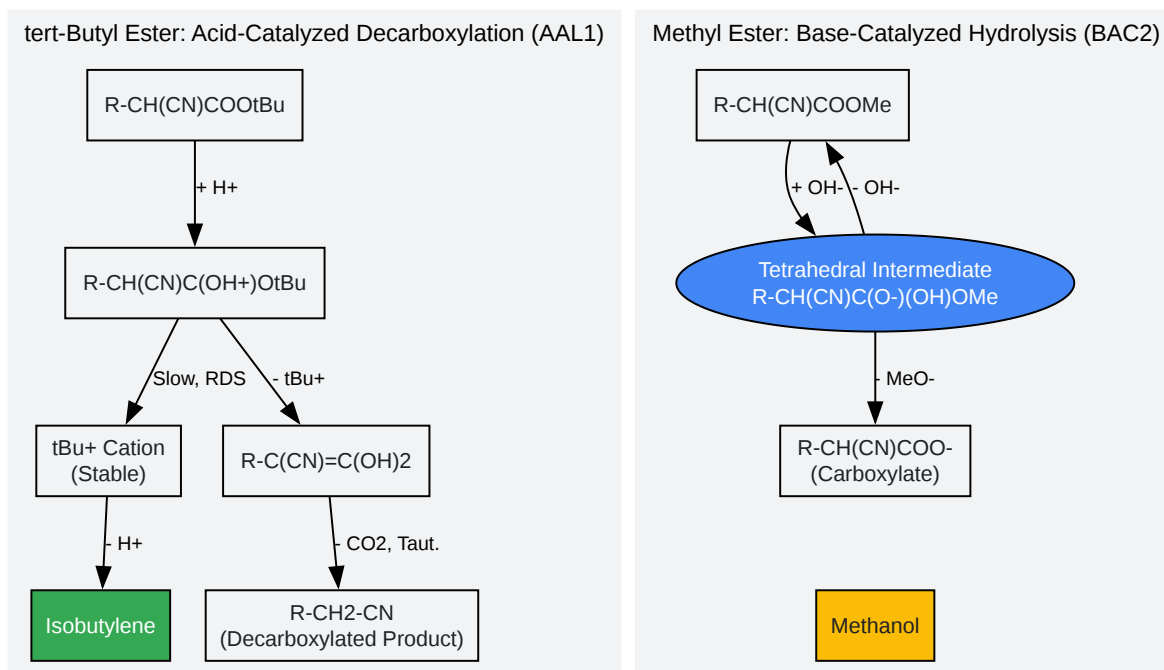 tert-Butyl Ester: Acid-Catalyzed Decarboxylation (AAL1)
R-CH(CN)COOtBu
+ H+
R-CH(CN)C(OH+)OtBu
Slow, RDS
- tBu+
tBu+ Cation
(Stable)
R-C(CN)=C(OH)2
- H+
- CO2, Taut.
Isobutylene
R-CH2-CN
(Decarboxylated Product)
Methyl Ester: Base-Catalyzed Hydrolysis (BAC2)
R-CH(CN)COOMe
+ OH-
- OH-
Tetrahedral Intermediate
R-CH(CN)C(O-)(OH)OMe
- MeO-
R-CH(CN)COO-
(Carboxylate)
Methanol